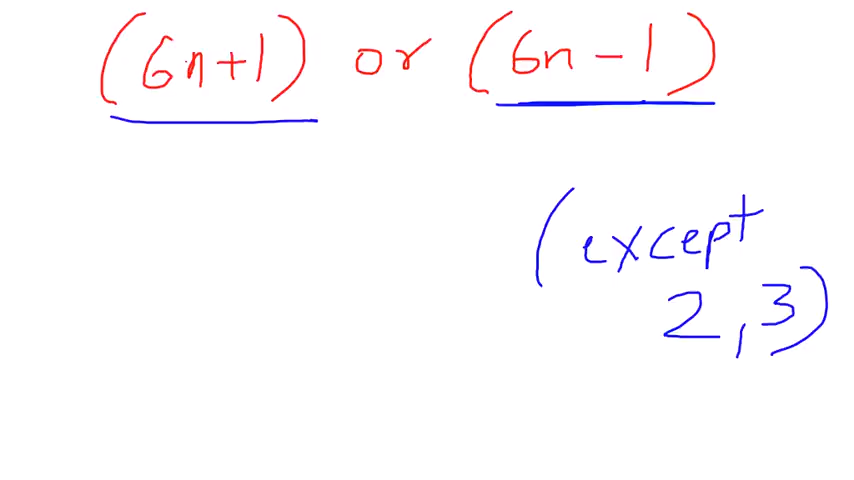 (6n+1) or (6n-1)
(except
2,3)